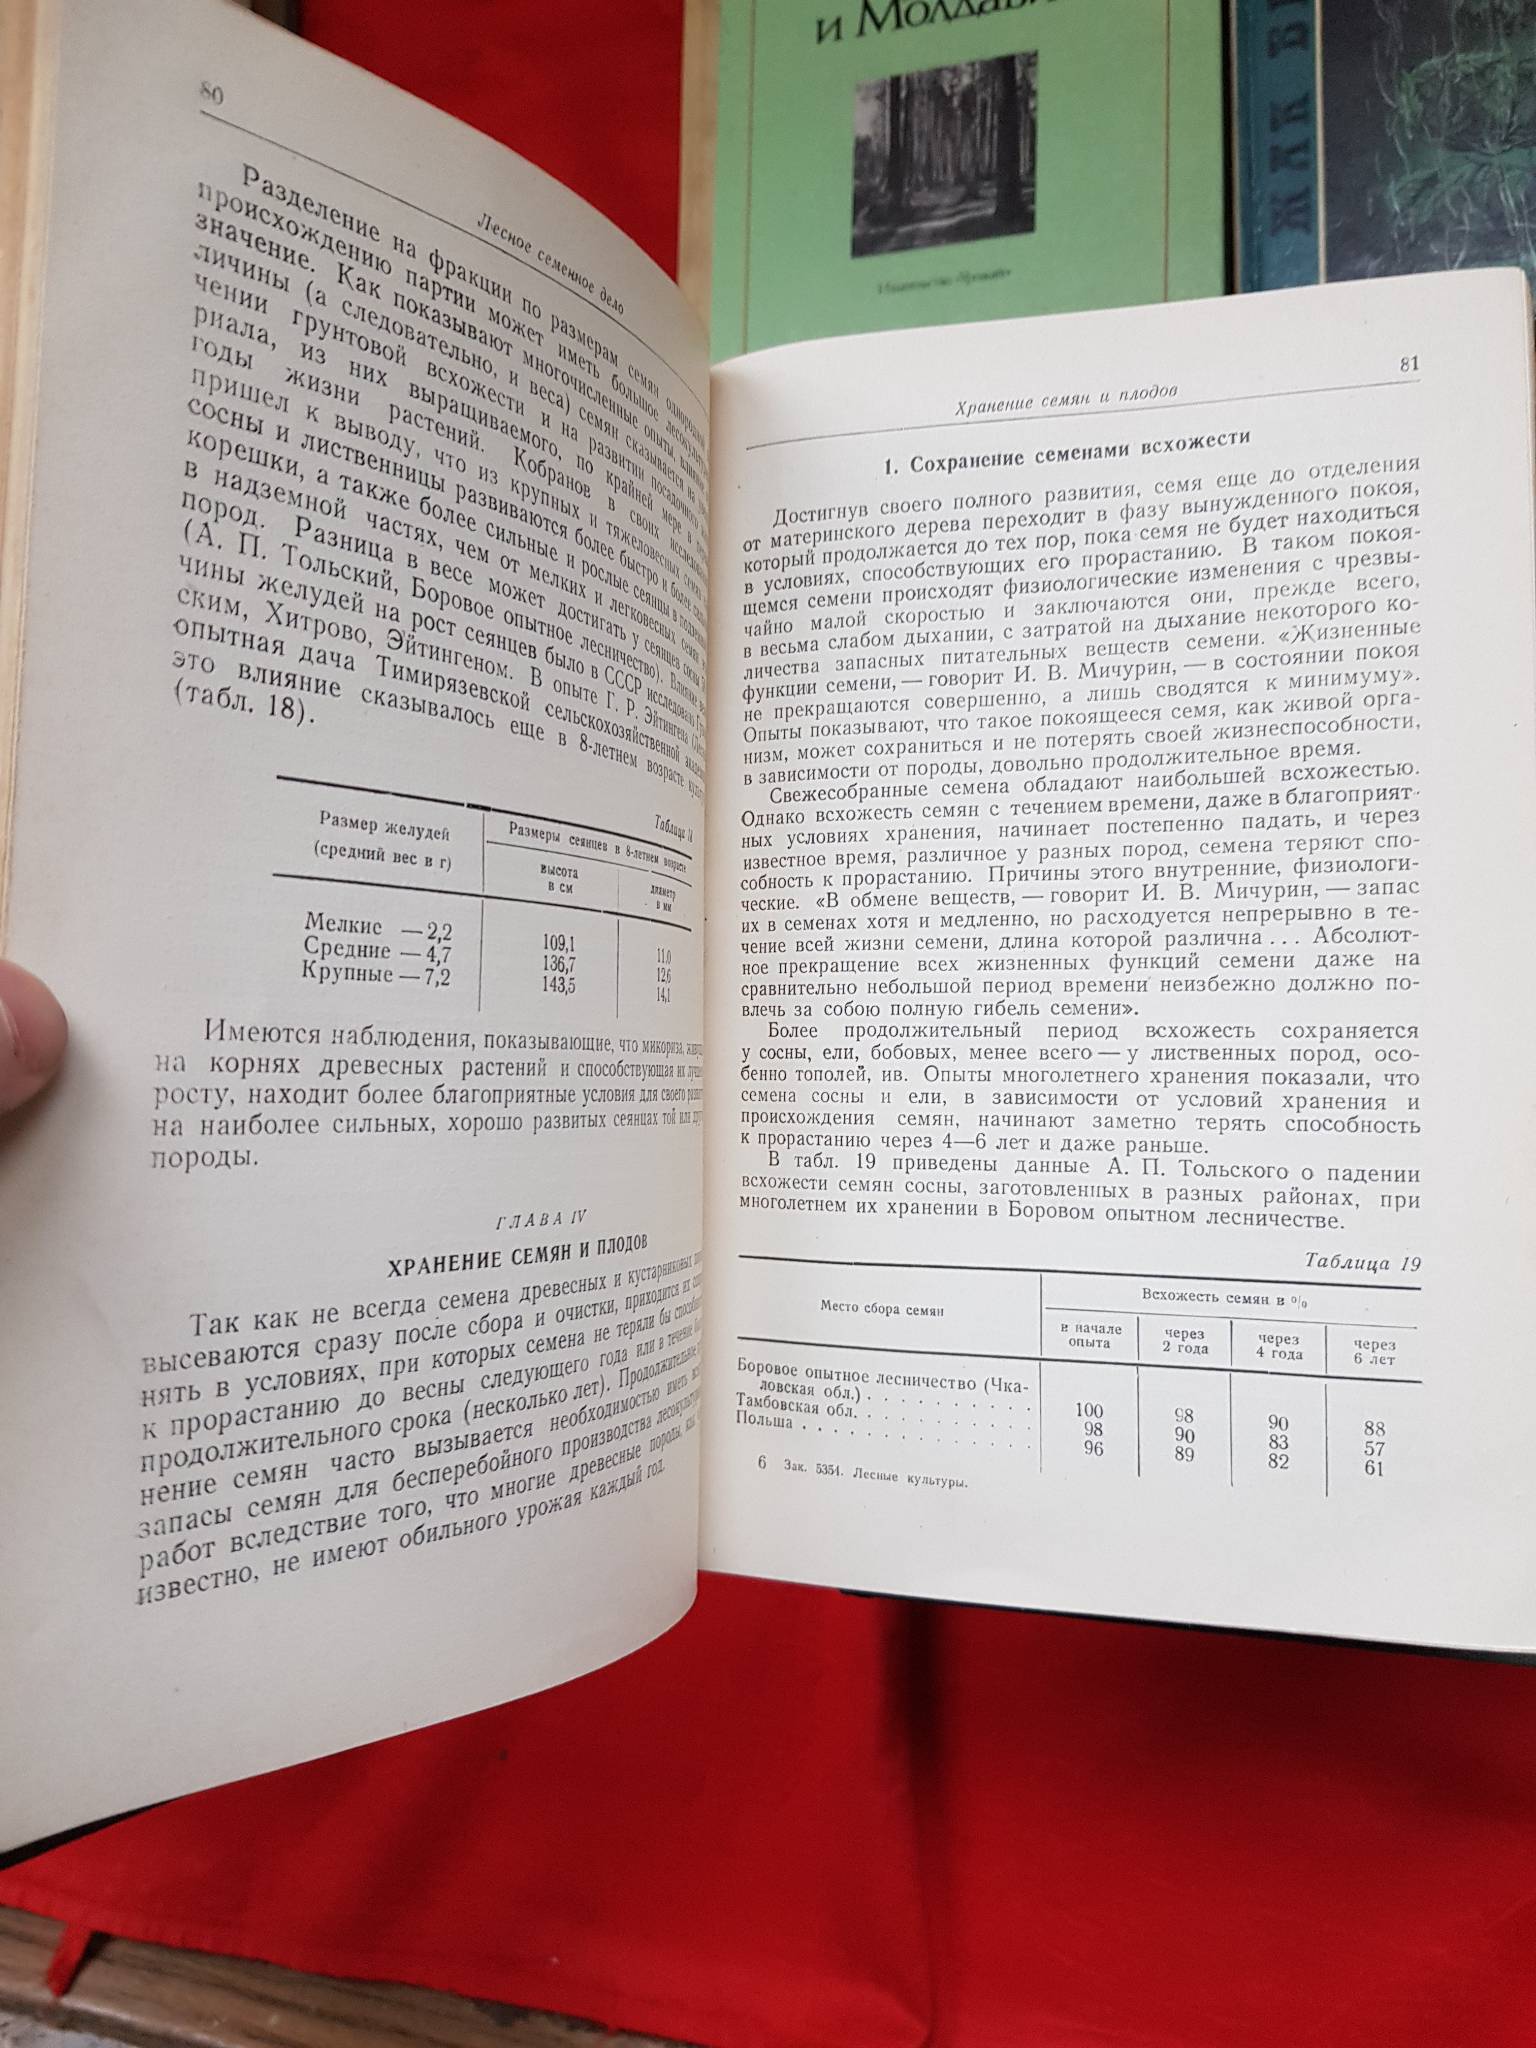 и Молдави
Издательство «Урожай»
80
Лесное семенное дело
Разделение на фракции по размерам семян однородной
происхождению партии может иметь большое лесокульту
значение. Как показывают многочисленные опыты, влияние
личины (а следовательно, и веса) семян сказывается на
чении грунтовой всхожести и на развитии посадочного
риала, из них выращиваемого, по крайней мере в
годы жизни растений. Кобранов в своих исследова
пришел к выводу, что из крупных и тяжеловесных семян
сосны и лиственницы развиваются более быстро и более
корешки, а также более сильные и рослые сеянцы в подземной
в надземной частях, чем от мелких и легковесных семян
пород. Разница в весе может достигать у сеянцев сосны
(А. П. Тольский, Боровое опытное лесничество). Влияние
чины желудей на рост сеянцев было в СССР исследовано
ским, Хитрово, Эйтингеном. В опыте Г. Р. Эйтингена
опытная дача Тимирязевской сельскохозяйственной академии
это влияние сказывалось еще в 8-летнем возрасте культур
(табл. 18).
Таблица 18
Размер желудей
(средний вес в г)
Размеры сеянцев в 8-летнем возрасте
высота
в см
диаметр
в мм
Мелкие — 2,2 109,1 11,0
Средние — 4,7 136,7 12,6
Крупные — 7,2 143,5 14,1
Имеются наблюдения, показывающие, что микориза,
на корнях древесных растений и способствующая их
росту, находит более благоприятные условия для своего
на наиболее сильных, хорошо развитых сеянцах той или
породы.
ГЛАВА IV
ХРАНЕНИЕ СЕМЯН И ПЛОДОВ
Так как не всегда семена древесных и кустарниковых
высеваются сразу после сбора и очистки, приходится их
нять в условиях, при которых семена не теряли бы
к прорастанию до весны следующего года или в течение
продолжительного срока (несколько лет). Продолжительное
нение семян часто вызывается необходимостью иметь
запасы семян для бесперебойного производства лесокульту
работ вследствие того, что многие древесные породы, как
известно, не имеют обильного урожая каждый год.
81
Хранение семян и плодов
1. Сохранение семенами всхожести
Достигнув своего полного развития, семя еще до отделения
от материнского дерева переходит в фазу вынужденного покоя,
который продолжается до тех пор, пока семя не будет находиться
в условиях, способствующих его прорастанию. В таком покоя-
щемся семени происходят физиологические изменения с чрезвы-
чайно малой скоростью и заключаются они, прежде всего,
в весьма слабом дыхании, с затратой на дыхание некоторого ко-
личества запасных питательных веществ семени. «Жизненные
функции семени, — говорит И. В. Мичурин, — в состоянии покоя
не прекращаются совершенно, а лишь сводятся к минимуму».
Опыты показывают, что такое покоящееся семя, как живой орга-
низм, может сохраниться и не потерять своей жизнеспособности,
в зависимости от породы, довольно продолжительное время.
Свежесобранные семена обладают наибольшей всхожестью.
Однако всхожесть семян с течением времени, даже в благоприят-
ных условиях хранения, начинает постепенно падать, и через
известное время, различное у разных пород, семена теряют спо-
собность к прорастанию. Причины этого внутренние, физиологи-
ческие. «В обмене веществ, — говорит И. В. Мичурин, — запас
их в семенах хотя и медленно, но расходуется непрерывно в те-
чение всей жизни семени, длина которой различна... Абсолют-
ное прекращение всех жизненных функций семени даже на
сравнительно небольшой период времени неизбежно должно по-
влечь за собою полную гибель семени».
Более продолжительный период всхожесть сохраняется
у сосны, ели, бобовых, менее всего — у лиственных пород, осо-
бенно тополей, ив. Опыты многолетнего хранения показали, что
семена сосны и ели, в зависимости от условий хранения и
происхождения семян, начинают заметно терять способность
к прорастанию через 4—6 лет и даже раньше.
В табл. 19 приведены данные А. П. Тольского о падении
всхожести семян сосны, заготовленных в разных районах, при
многолетнем их хранении в Боровом опытном лесничестве.
Таблица 19
Место сбора семян
Всхожесть семян в %
в начале
опыта
через
2 года
через
4 года
через
6 лет
Боровое опытное лесничество (Чка-
ловская обл.) . . . . . . . . . . 100 98 90 88
Тамбовская обл. . . . . . . . . . . 98 90 83 57
Польша . . . . . . . . . . . . . . 96 89 82 61
6 Зак. 5354. Лесные культуры.